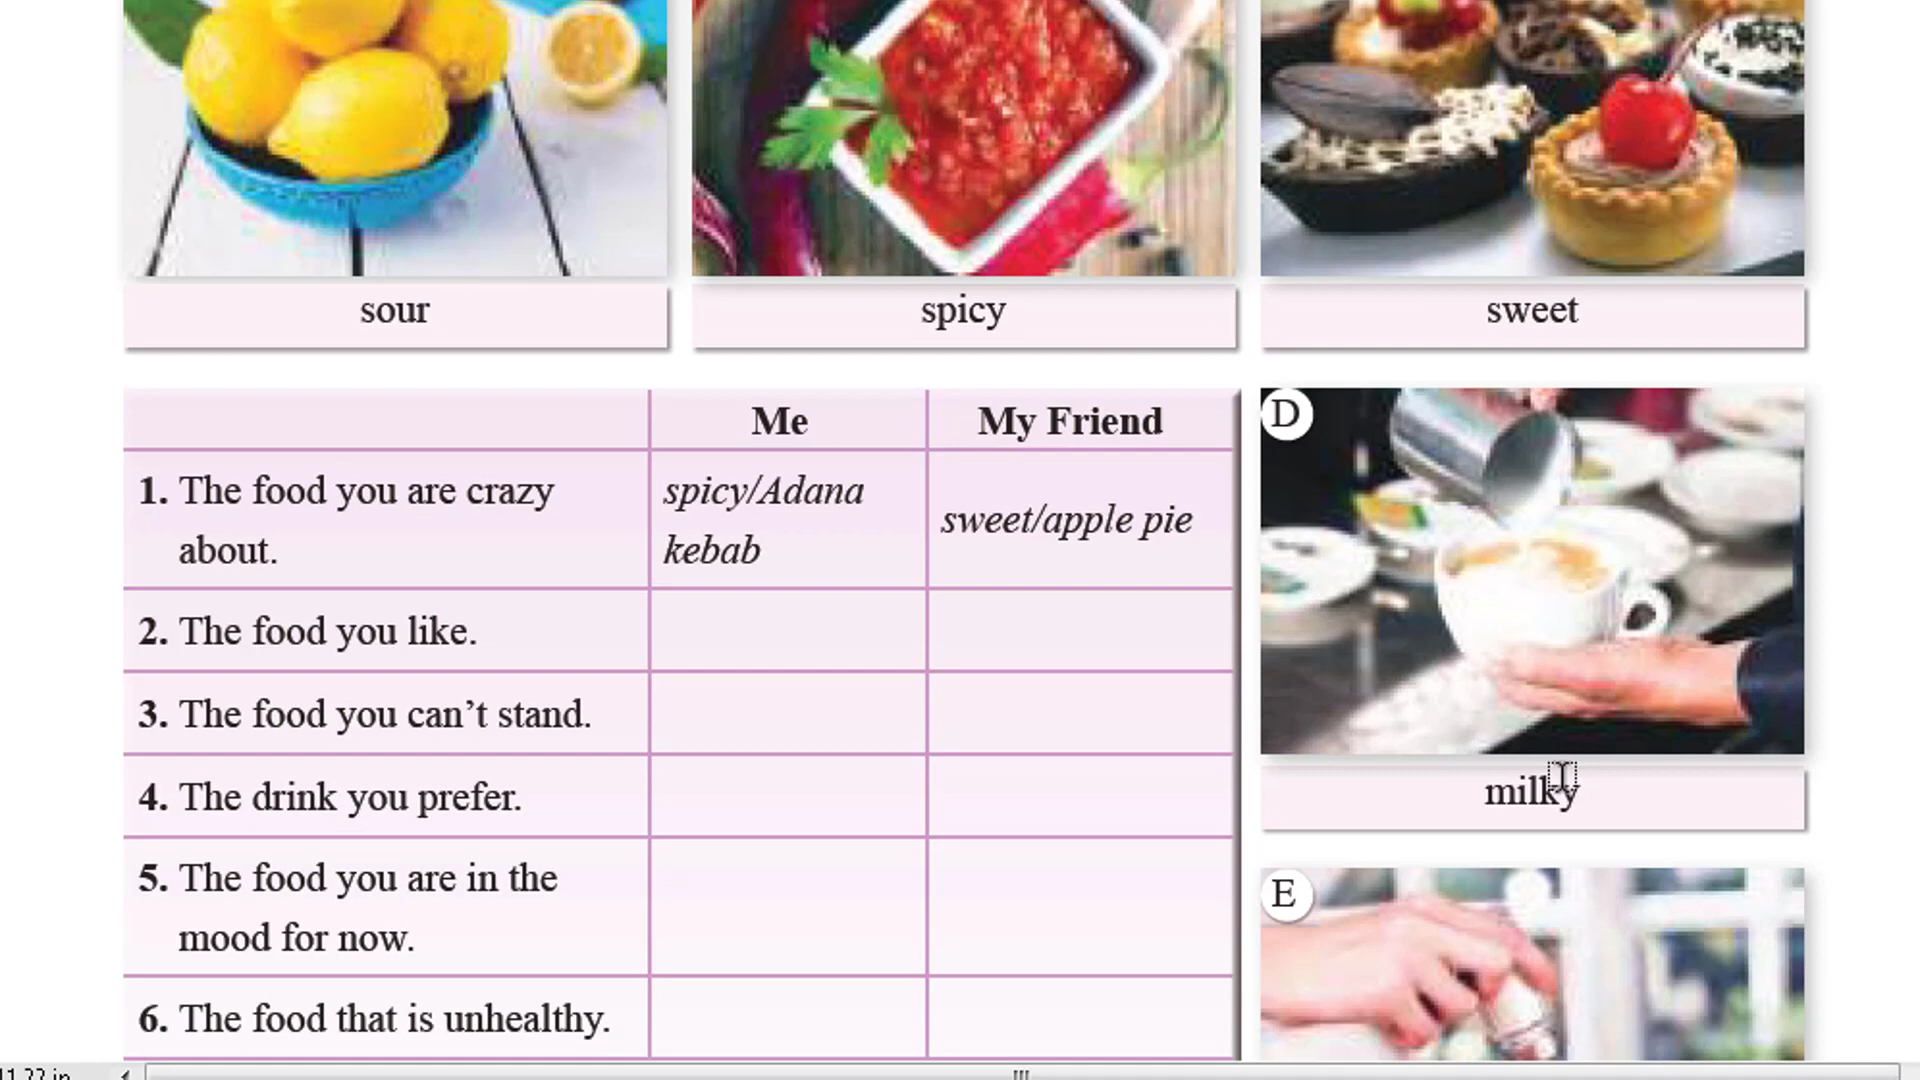 sour
spicy
sweet
Me
My Friend
1. The food you are crazy
about.
spicy/Adana
kebab
sweet/apple pie
2. The food you like.
3. The food you can’t stand.
4. The drink you prefer.
5. The food you are in the
mood for now.
6. The food that is unhealthy.
D
milky
E